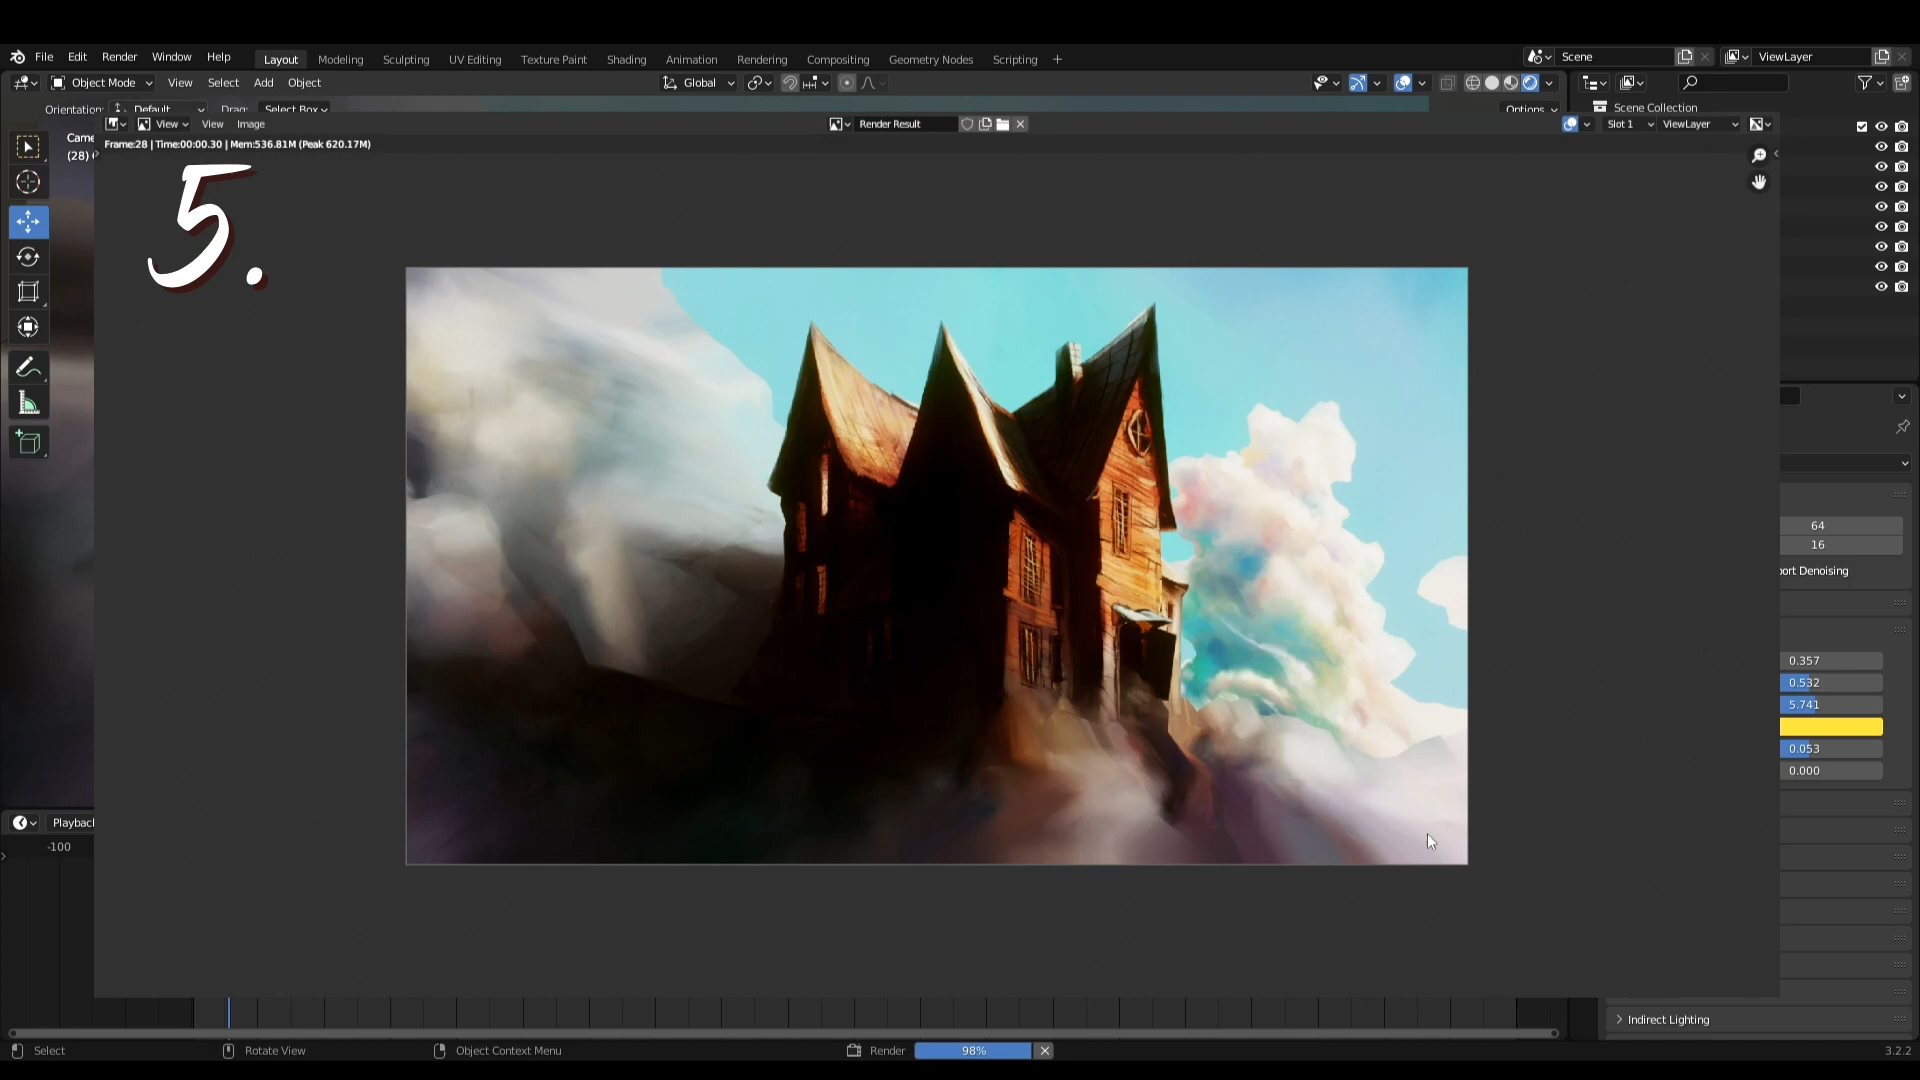 File Edit Render Window Help Layout Modeling Sculpting UV Editing Texture Paint Shading Animation Rendering Compositing Geometry Nodes Scripting + Scene ViewLayer
Object Mode View Select Add Object Global
Orientation: Default Drag: Select Box Options Scene Collection
View View Image Render Result Slot 1 ViewLayer
Came
(28)
Frame:28 | Time:00:00.30 | Mem:536.81M (Peak 620.17M)
5.
64
16
ort Denoising
0.357
0.532
5.741
0.053
0.000
Playback
-100
Indirect Lighting
Select Rotate View Object Context Menu Render 98% 3.2.2